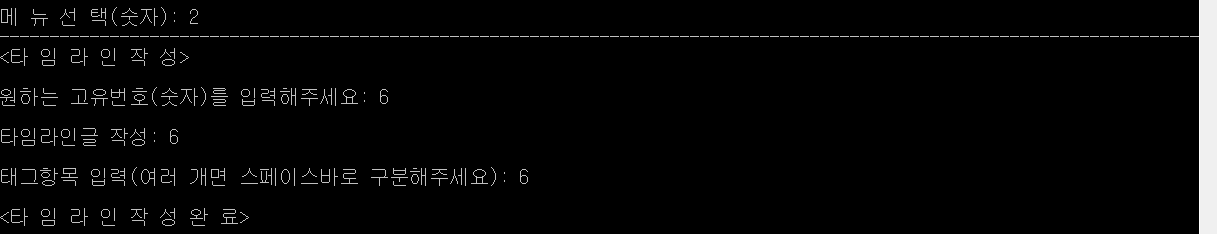 메 뉴 선 택(숫자): 2
<타 임 라 인 작 성>
원하는 고유번호(숫자)를 입력해주세요: 6
타임라인글 작성: 6
태그항목 입력(여러 개면 스페이스바로 구분해주세요): 6
<타 임 라 인 작 성 완 료>